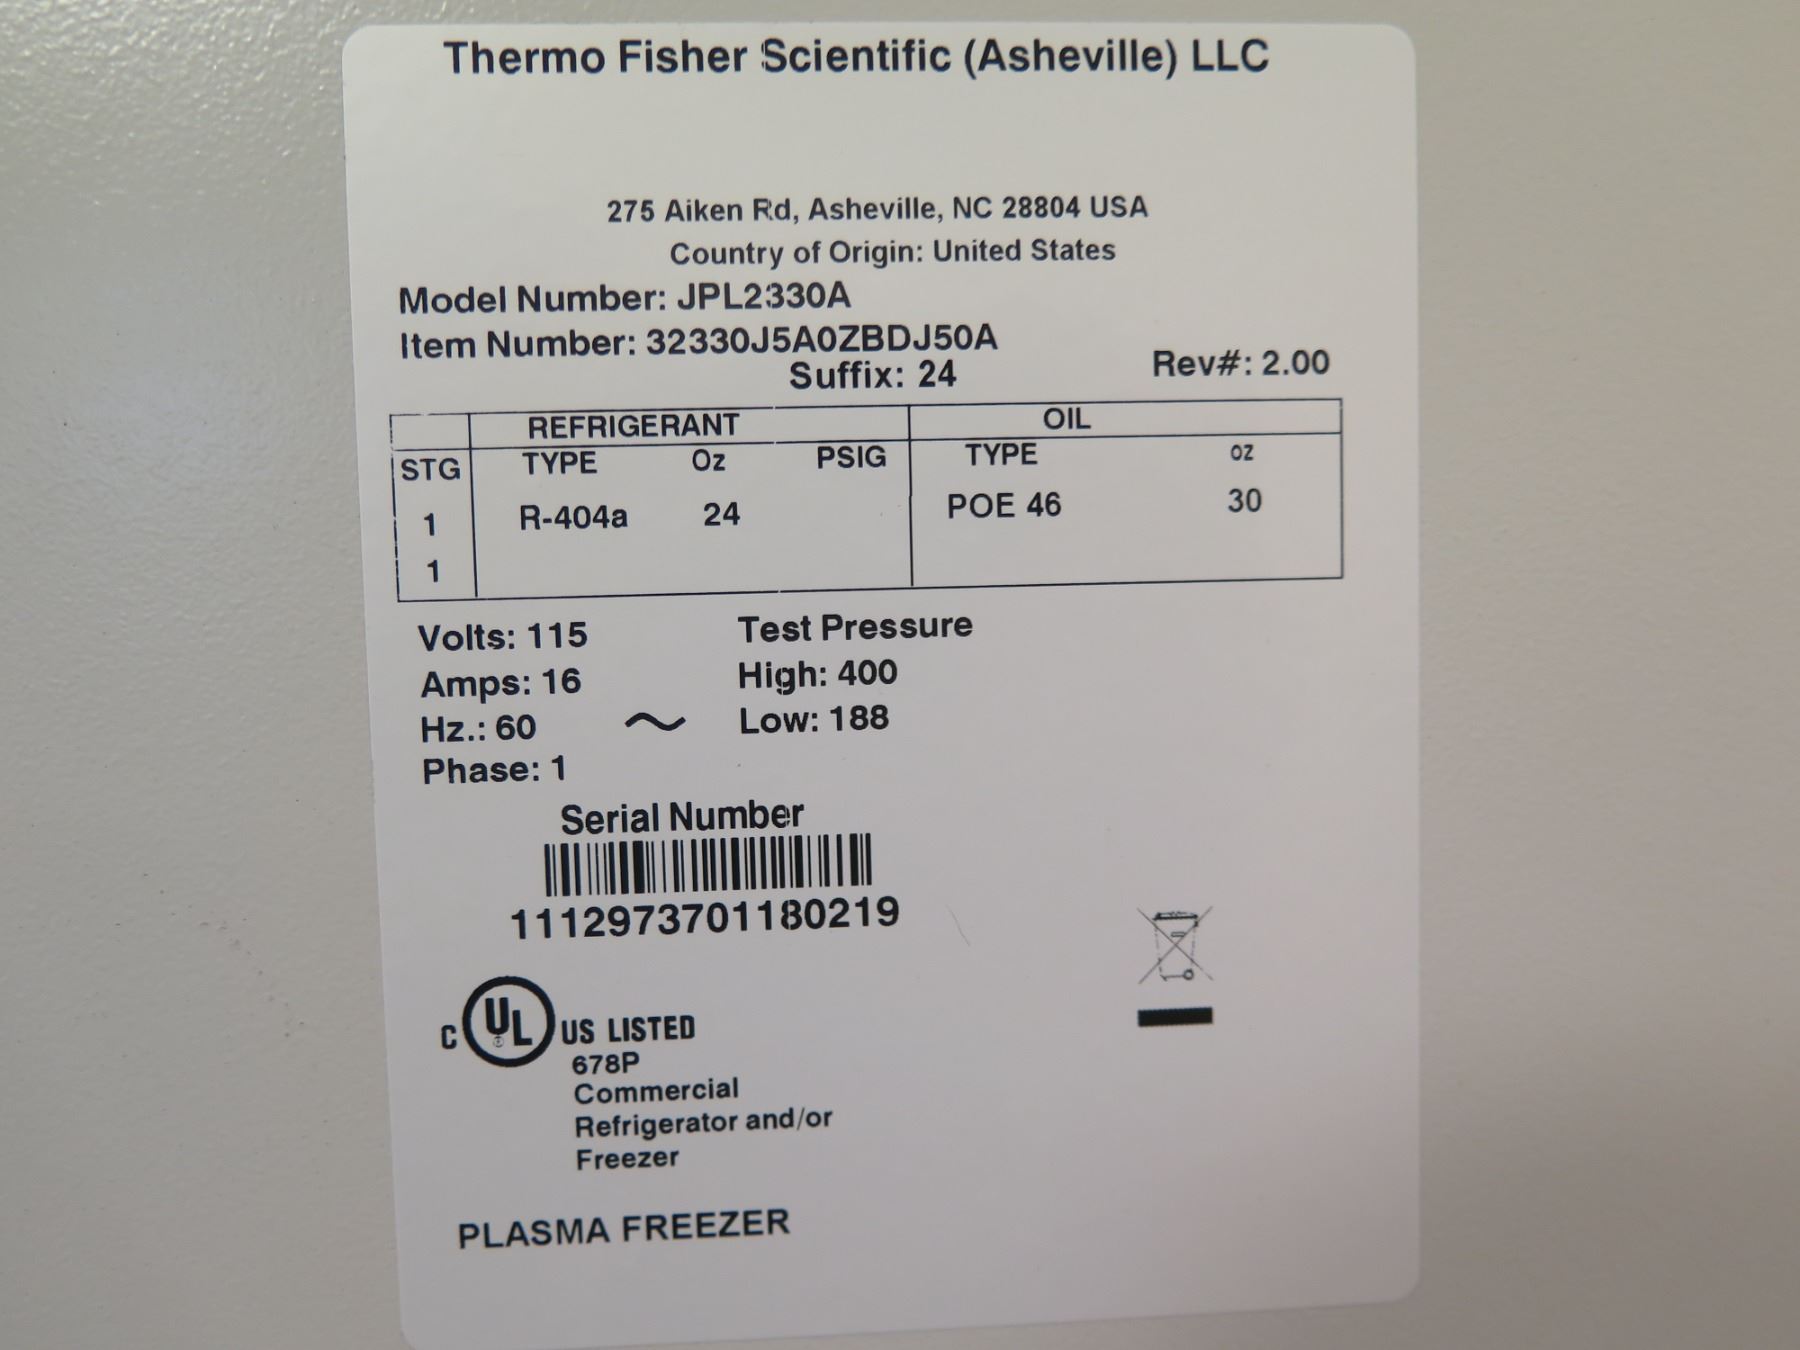 Thermo Fisher Scientific (Asheville) LLC
275 Aiken Rd, Asheville, NC 28804 USA
Country of Origin: United States
Model Number: JPL2330A
Item Number: 32330J5A0ZBDJ50A
Suffix: 24 Rev#: 2.00
REFRIGERANT OIL
STG TYPE Oz PSIG TYPE oz
1 R-404a 24 POE 46 30
1
Volts: 115 Test Pressure
Amps: 16 High: 400
Hz.: 60 ~ Low: 188
Phase: 1
Serial Number
1112973701180219
C UL ® US LISTED
678P
Commercial
Refrigerator and/or
Freezer
PLASMA FREEZER